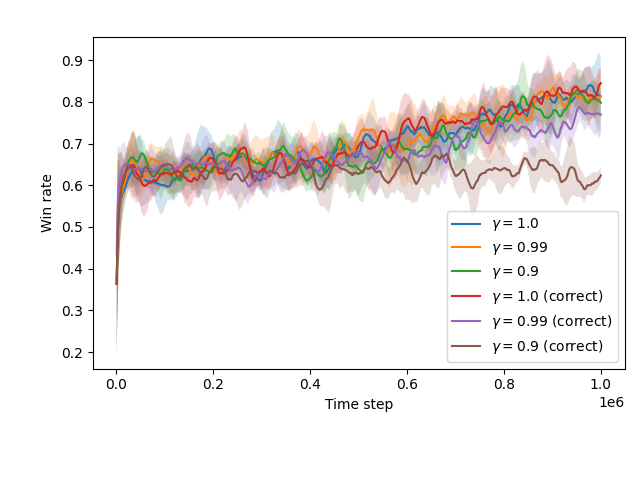 0.9
0.8
0.7
0.6
0.5
0.4
0.3
0.2
Win rate
γ = 1.0
γ = 0.99
γ = 0.9
γ = 1.0 (correct)
γ = 0.99 (correct)
γ = 0.9 (correct)
0.0 0.2 0.4 0.6 0.8 1.0
1e6
Time step